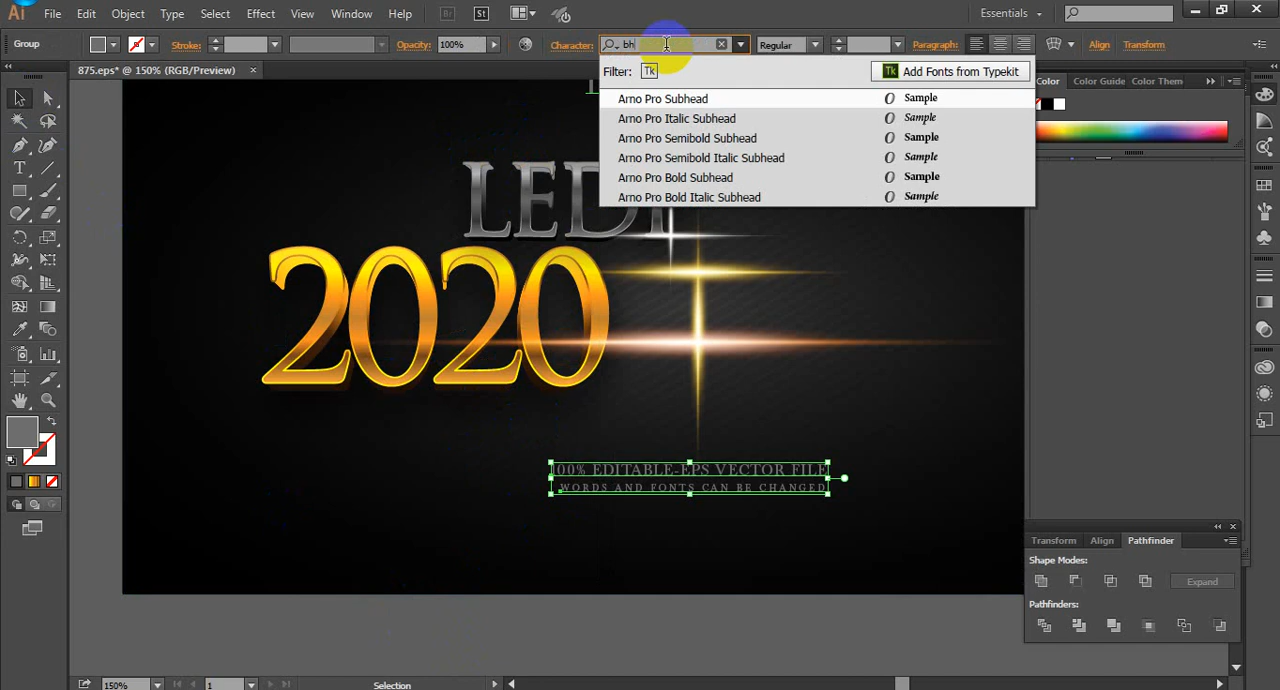 Ai File Edit Object Type Select Effect View Window Help Br St Essentials
Group Stroke: Opacity: 100% Character: bh Regular Paragraph: Align Transform
875.eps* @ 150% (RGB/Preview)
Filter: Tk Tk Add Fonts from Typekit
Color Color Guide Color Them
Arno Pro Subhead Sample
Arno Pro Italic Subhead Sample
Arno Pro Semibold Subhead Sample
Arno Pro Semibold Italic Subhead Sample
Arno Pro Bold Subhead Sample
Arno Pro Bold Italic Subhead Sample
LEDI
2020
100% EDITABLE-EPS VECTOR FILE
WORDS AND FONTS CAN BE CHANGED
Transform Align Pathfinder
Shape Modes:
Expand
Pathfinders:
150% 1 Selection